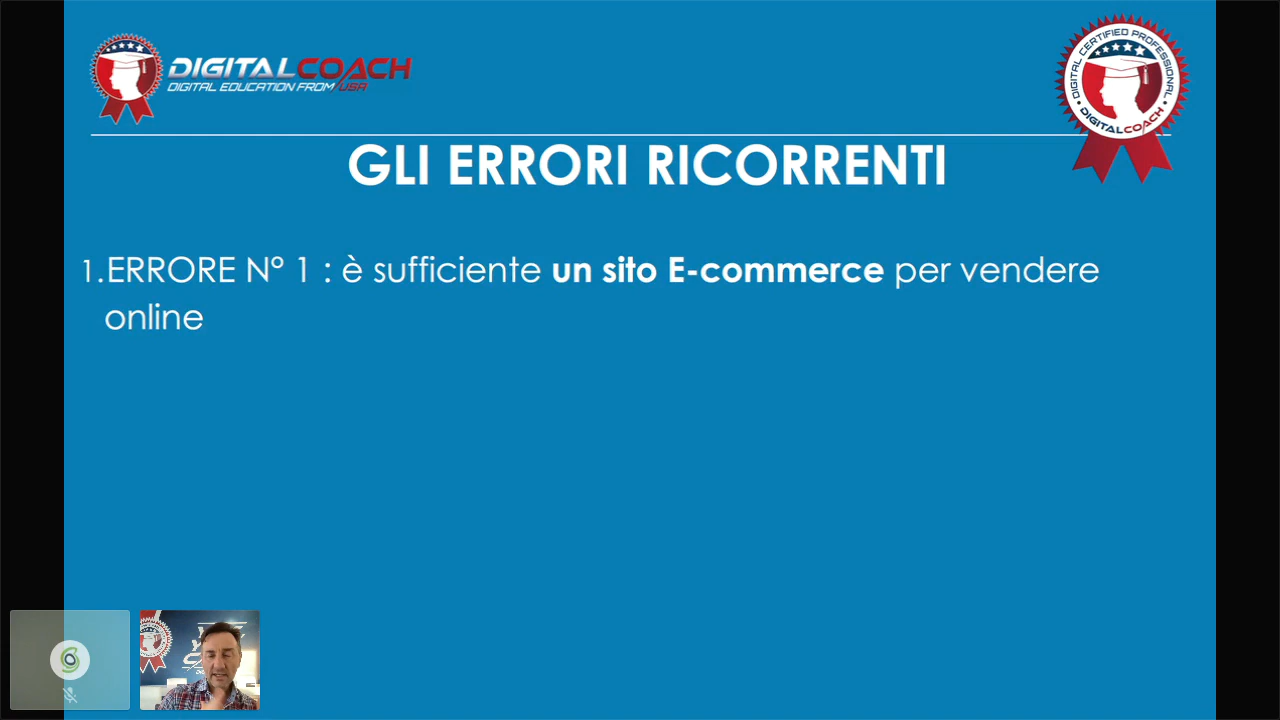 DIGITALCOACH
DIGITAL EDUCATION FROM USA
DIGITAL CERTIFIED PROFESSIONAL
DIGITALCOACH
GLI ERRORI RICORRENTI
1.ERRORE N° 1 : è sufficiente un sito E-commerce per vendere
online